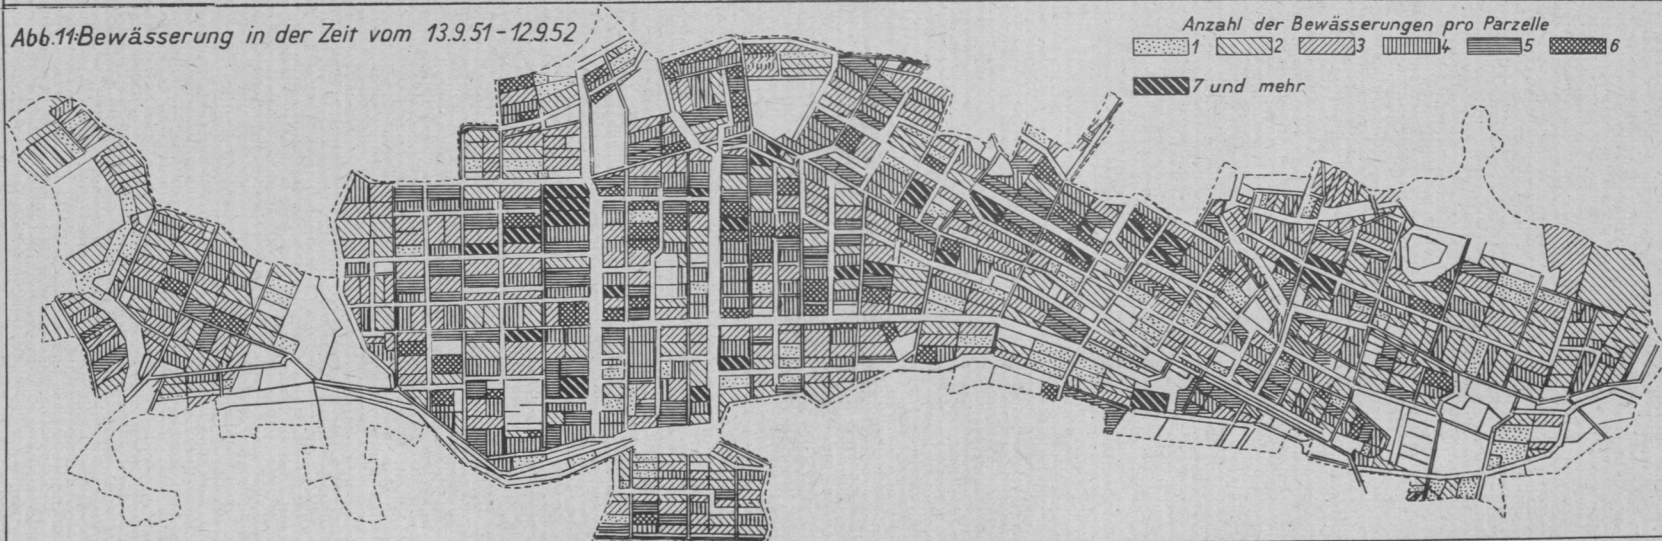 Abb.11:Bewässerung in der Zeit vom 13.9.51-12.9.52
Anzahl der Bewässerungen pro Parzelle
1 2 3 4 5 6
7 und mehr